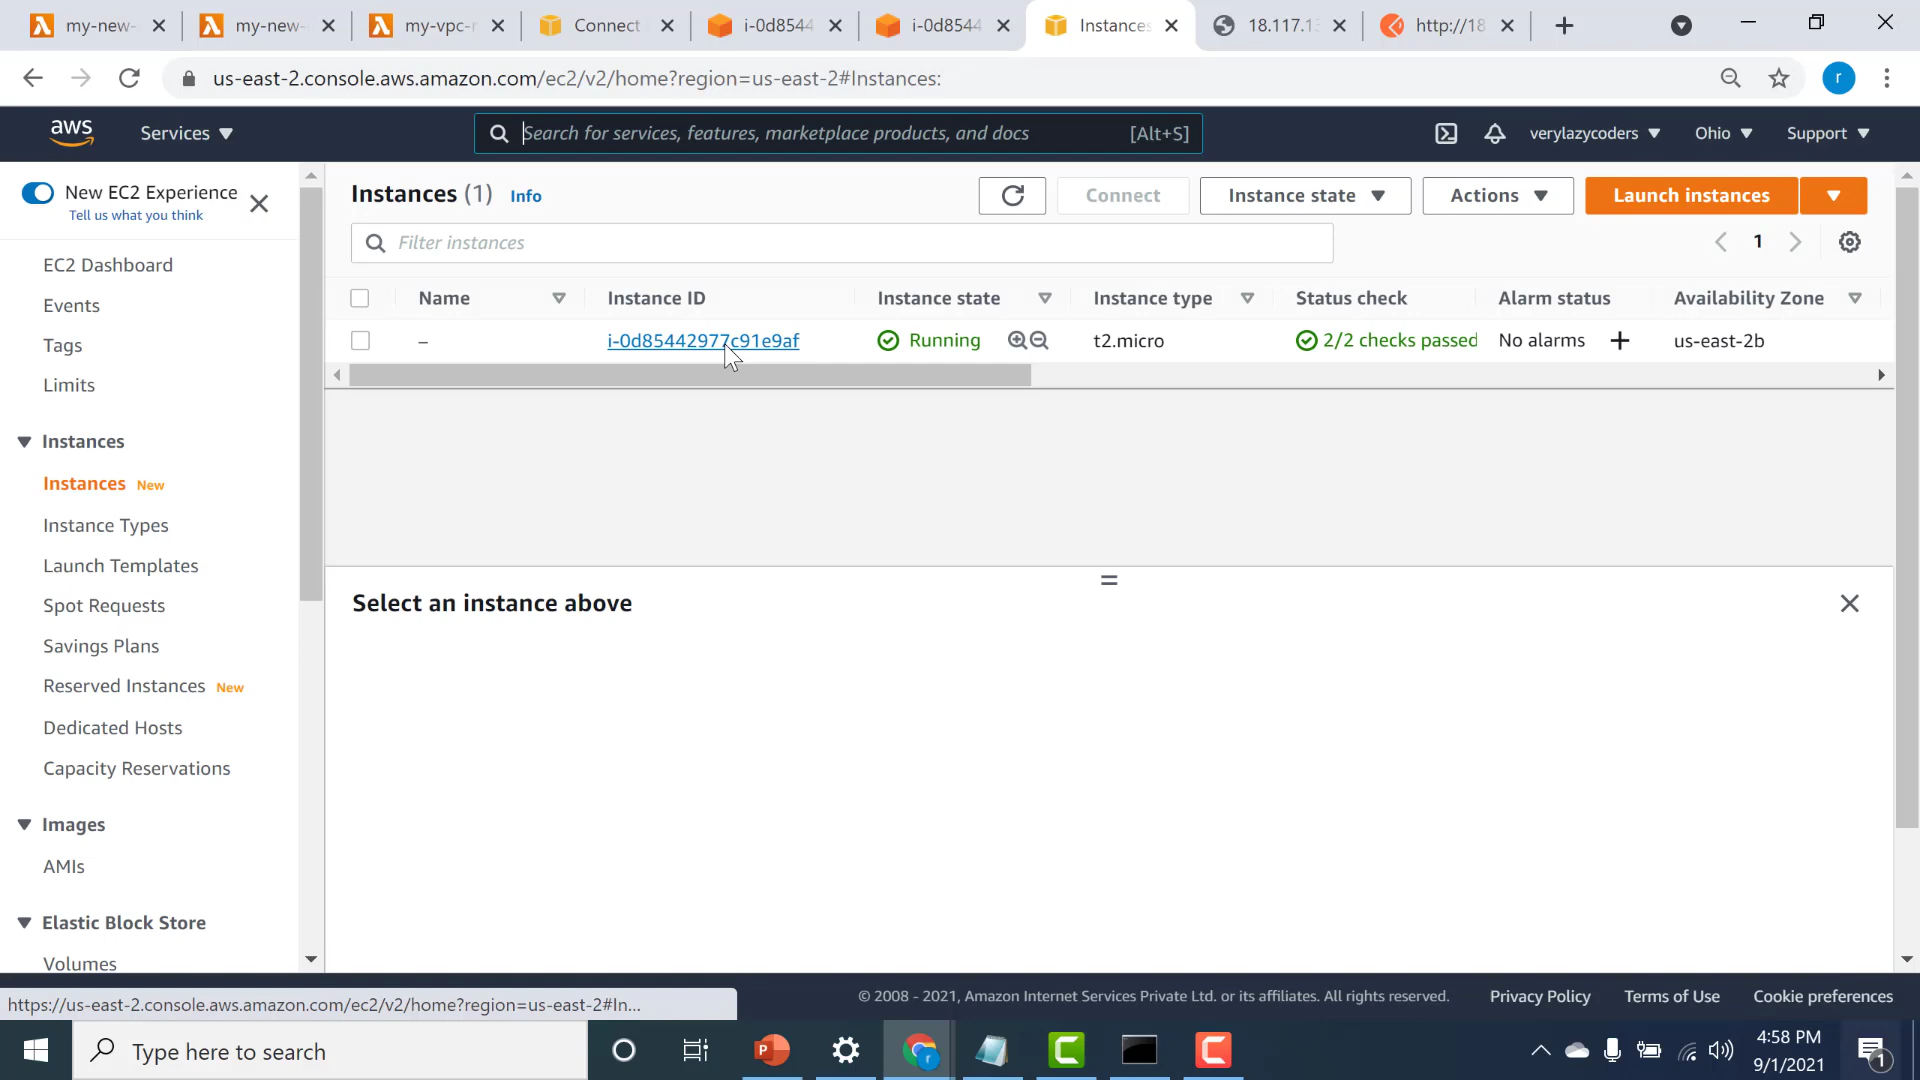 my-new-
my-new-
my-vpc-r
Connect
i-0d8544
i-0d8544
Instances
18.117.13
http://18
us-east-2.console.aws.amazon.com/ec2/v2/home?region=us-east-2#Instances:
r
aws
Services
Search for services, features, marketplace products, and docs
[Alt+S]
verylazycoders
Ohio
Support
New EC2 Experience
Tell us what you think
EC2 Dashboard
Events
Tags
Limits
Instances
Instances New
Instance Types
Launch Templates
Spot Requests
Savings Plans
Reserved Instances New
Dedicated Hosts
Capacity Reservations
Images
AMIs
Elastic Block Store
Volumes
Instances (1) Info
Connect
Instance state
Actions
Launch instances
Filter instances
1
Name
Instance ID
Instance state
Instance type
Status check
Alarm status
Availability Zone
–
i-0d85442977c91e9af
Running
t2.micro
2/2 checks passed
No alarms
us-east-2b
Select an instance above
https://us-east-2.console.aws.amazon.com/ec2/v2/home?region=us-east-2#In...
© 2008 - 2021, Amazon Internet Services Private Ltd. or its affiliates. All rights reserved.
Privacy Policy
Terms of Use
Cookie preferences
Type here to search
4:58 PM
9/1/2021
1